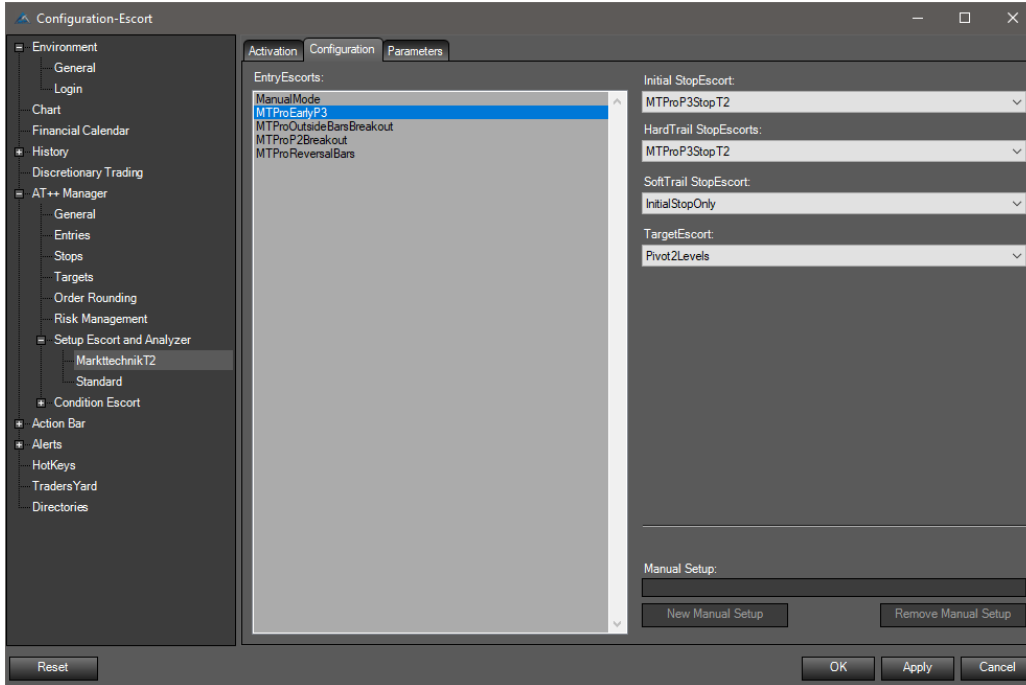 Configuration-Escort
Environment
General
Login
Chart
Financial Calendar
History
Discretionary Trading
AT++ Manager
General
Entries
Stops
Targets
Order Rounding
Risk Management
Setup Escort and Analyzer
MarkttechnikT2
Standard
Condition Escort
Action Bar
Alerts
HotKeys
TradersYard
Directories
Activation Configuration Parameters
EntryEscorts:
ManualMode
MTProEarlyP3
MTProOutsideBarsBreakout
MTProP2Breakout
MTProReversalBars
Initial StopEscort:
MTProP3StopT2
HardTrail StopEscorts:
MTProP3StopT2
SoftTrail StopEscort:
InitialStopOnly
TargetEscort:
Pivot2Levels
Manual Setup:
New Manual Setup Remove Manual Setup
Reset OK Apply Cancel